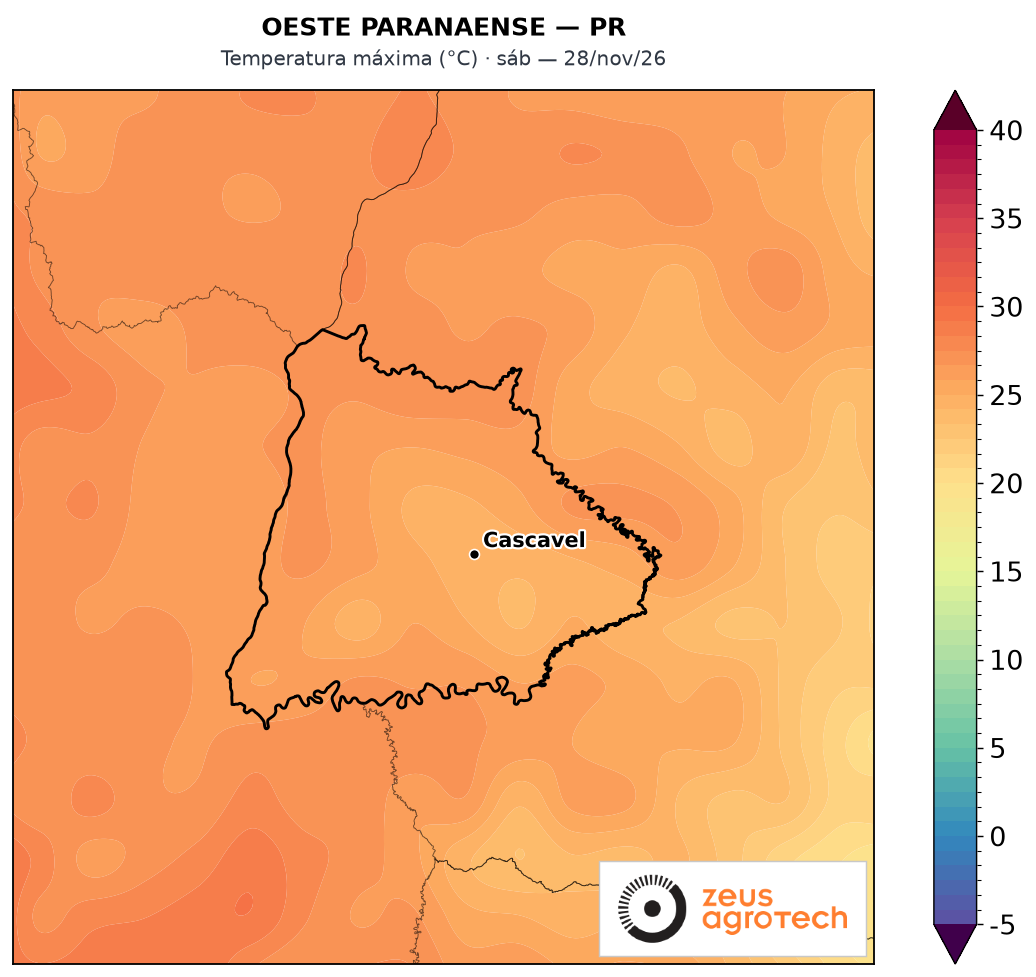 OESTE PARANAENSE — PR
Temperatura máxima (°C) · sáb — 28/nov/26
40
35
30
25
20
15
10
5
0
-5
Cascavel
zeus
agrotech